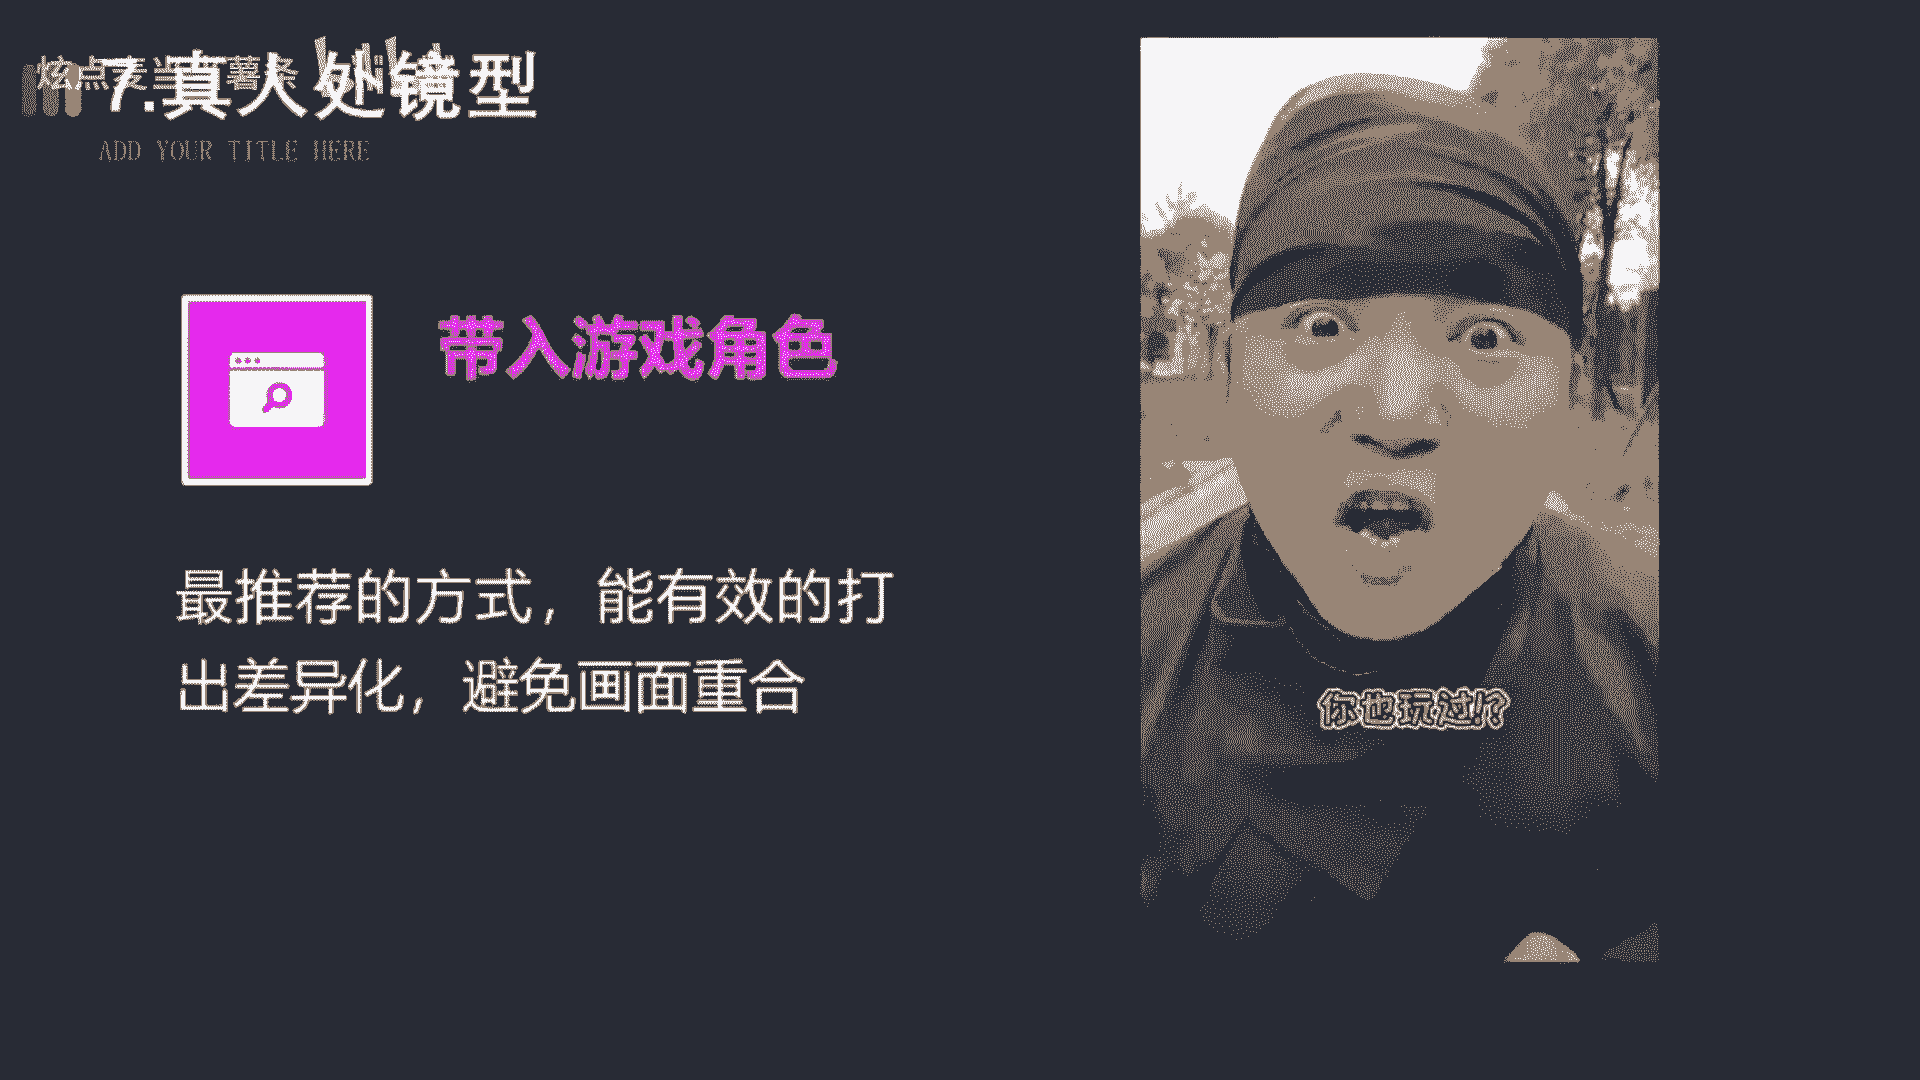 7.真人处镜型
ADD YOUR TITLE HERE
带入游戏角色
最推荐的方式，能有效的打
出差异化，避免画面重合
你也玩过!?